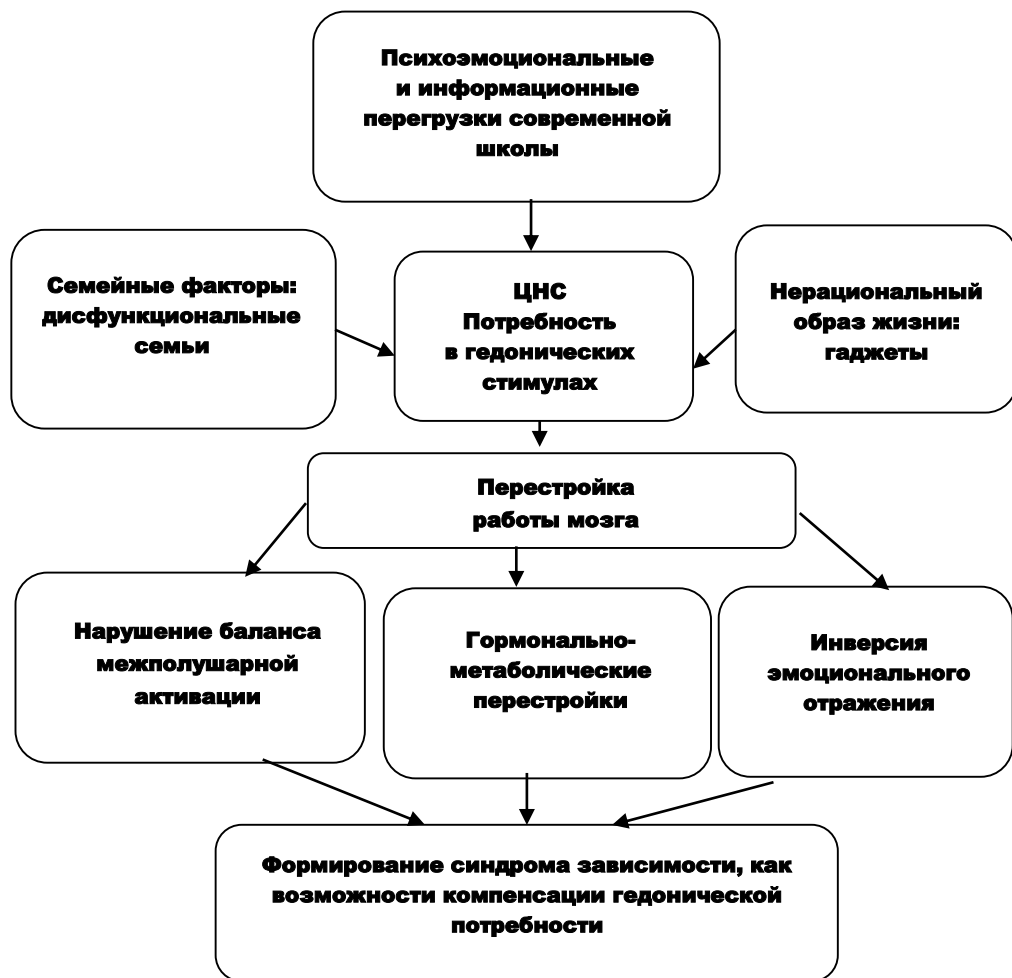 Психоэмоциональные
и информационные
перегрузки современной
школы
Семейные факторы:
дисфункциональные
семьи
ЦНС
Потребность
в гедонических
стимулах
Нерациональный
образ жизни:
гаджеты
Перестройка
работы мозга
Нарушение баланса
межполушарной
активации
Гормонально-
метаболические
перестройки
Инверсия
эмоционального
отражения
Формирование синдрома зависимости, как
возможности компенсации гедонической
потребности